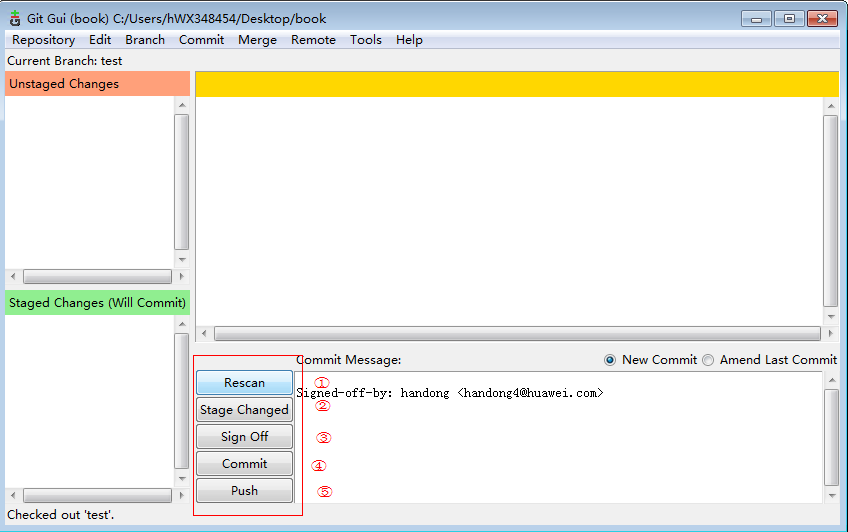 Git Gui (book) C:/Users/hWX348454/Desktop/book
Repository Edit Branch Commit Merge Remote Tools Help
Current Branch: test
Unstaged Changes
Staged Changes (Will Commit)
Commit Message:
New Commit
Amend Last Commit
Rescan ①
Signed-off-by: handong <handong4@huawei.com>
Stage Changed ②
Sign Off ③
Commit ④
Push ⑤
Checked out 'test'.